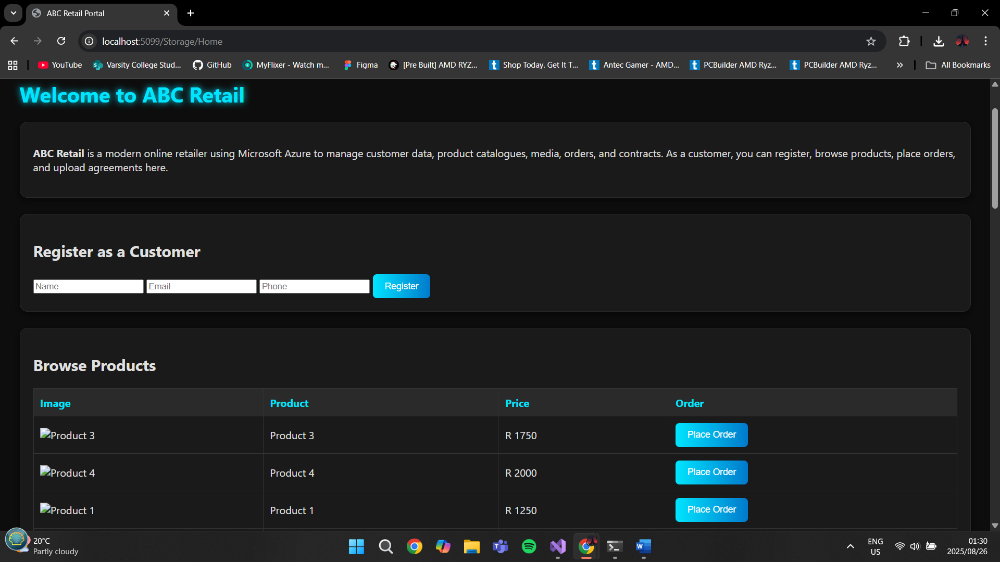 ABC Retail Portal
localhost:5099/Storage/Home
YouTube
Varsity College Stud...
GitHub
MyFlixer - Watch m...
Figma
[Pre Built] AMD RYZ...
Shop Today. Get It T...
Antec Gamer - AMD...
PCBuilder AMD Ryz...
PCBuilder AMD Ryz...
All Bookmarks
Welcome to ABC Retail
ABC Retail is a modern online retailer using Microsoft Azure to manage customer data, product catalogues, media, orders, and contracts. As a customer, you can register, browse products, place orders,
and upload agreements here.
Register as a Customer
Name Email Phone Register
Browse Products
Image Product Price Order
Product 3 Product 3 R 1750 Place Order
Product 4 Product 4 R 2000 Place Order
Product 1 Product 1 R 1250 Place Order
20°C
Partly cloudy
ENG
US
01:30
2025/08/26